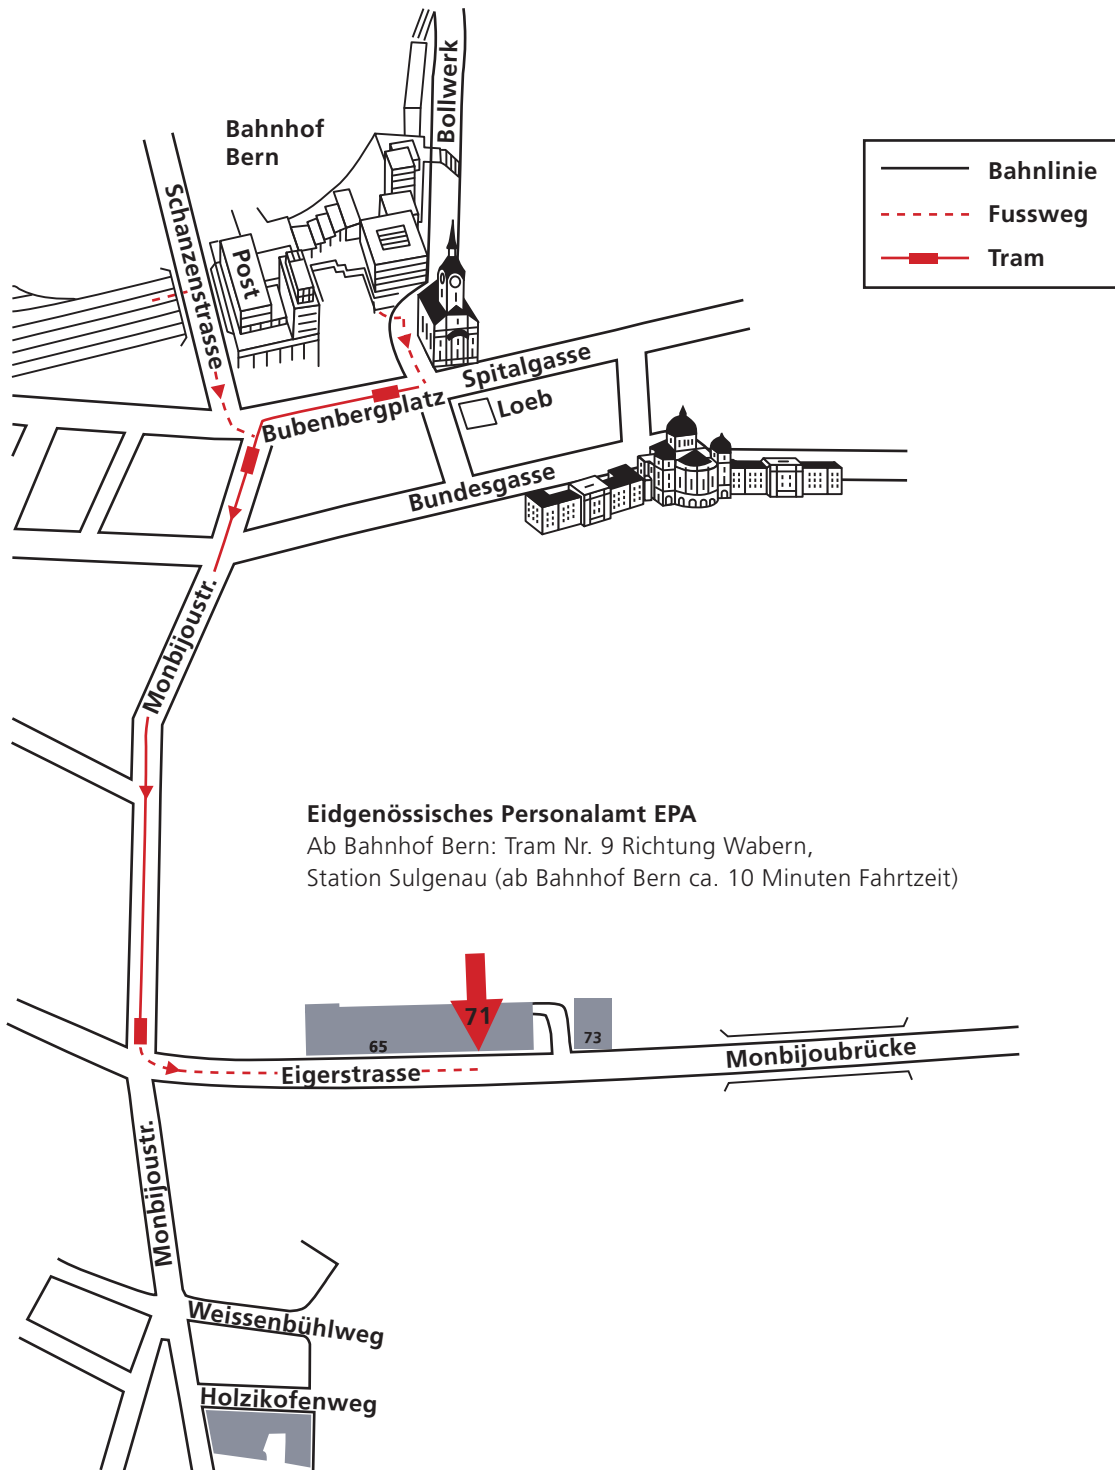 Bollwerk
Bahnhof
Bern
Bahnlinie
Fussweg
Tram
Schanzenstrasse
Post
Spitalgasse
Loeb
Bubenbergplatz
Bundesgasse
Monbijoustr.
Eidgenössisches Personalamt EPA
Ab Bahnhof Bern: Tram Nr. 9 Richtung Wabern,
Station Sulgenau (ab Bahnhof Bern ca. 10 Minuten Fahrtzeit)
71
65
73
Monbijoubrücke
Eigerstrasse
Monbijoustr.
Weissenbühlweg
Holzikofenweg